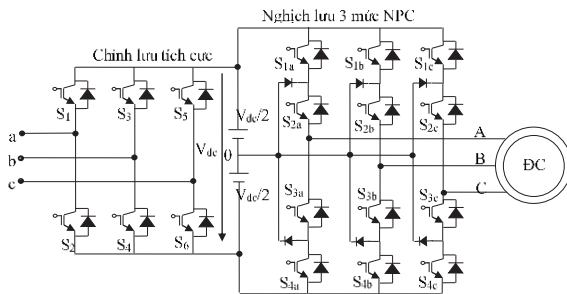 Nghịch lưu 3 mức NPC
Chỉnh lưu tích cực
S1a
S1b
S1c
S1
S3
S5
S2a
S2b
S2c
Vdc/2
a
A
b
Vdc
0
B
ĐC
c
Vdc/2
C
S3a
S3b
S3c
S2
S4
S6
S4a
S4b
S4c